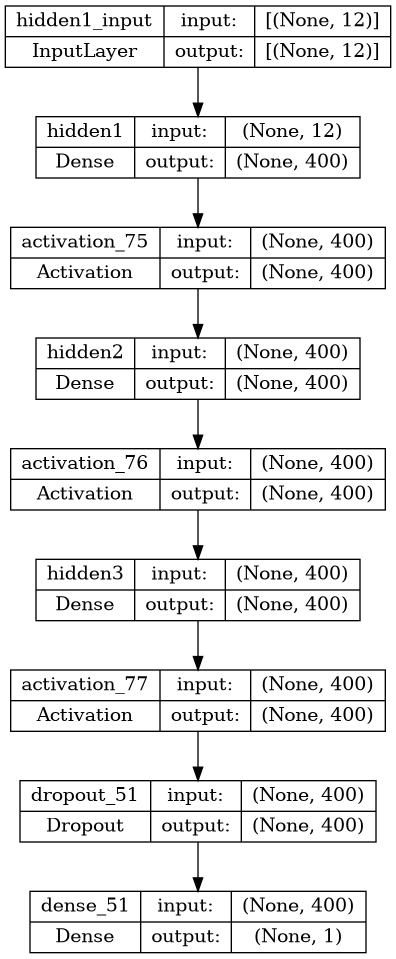 hidden1_input input: [(None, 12)]
InputLayer output: [(None, 12)]
hidden1 input: (None, 12)
Dense output: (None, 400)
activation_75 input: (None, 400)
Activation output: (None, 400)
hidden2 input: (None, 400)
Dense output: (None, 400)
activation_76 input: (None, 400)
Activation output: (None, 400)
hidden3 input: (None, 400)
Dense output: (None, 400)
activation_77 input: (None, 400)
Activation output: (None, 400)
dropout_51 input: (None, 400)
Dropout output: (None, 400)
dense_51 input: (None, 400)
Dense output: (None, 1)